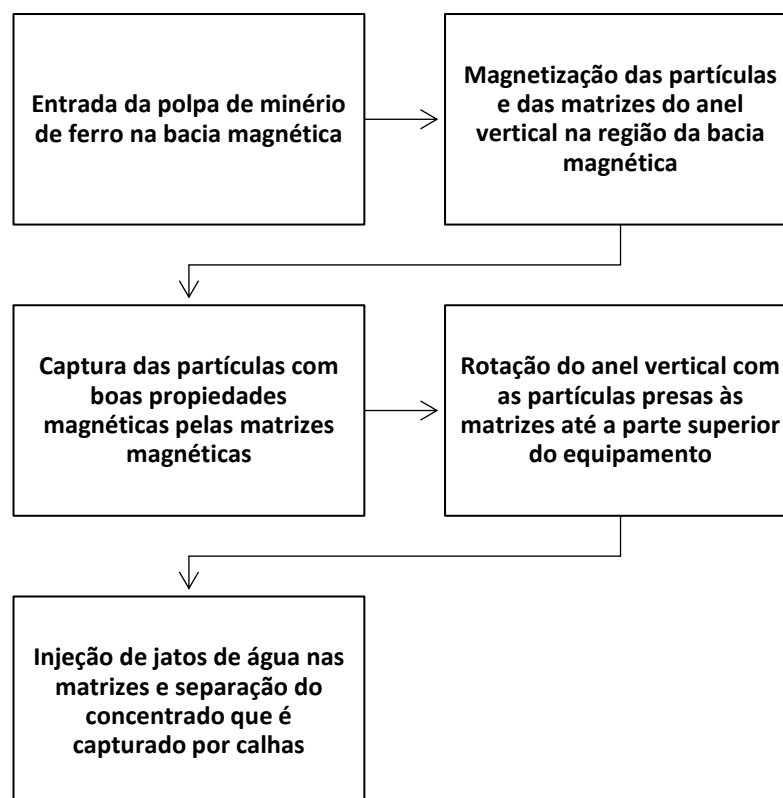 Entrada da polpa de minério
de ferro na bacia magnética
Magnetização das partículas
e das matrizes do anel
vertical na região da bacia
magnética
Captura das partículas com
boas propiedades
magnéticas pelas matrizes
magnéticas
Rotação do anel vertical com
as partículas presas às
matrizes até a parte superior
do equipamento
Injeção de jatos de água nas
matrizes e separação do
concentrado que é
capturado por calhas